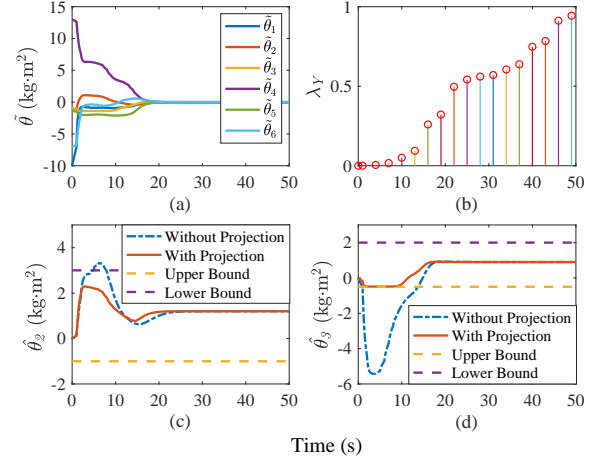 10
5
0
-5
-10
0
10
20
30
40
50
θ̃ (kg·m²)
θ̃₁
θ̃₂
θ̃₃
θ̃₄
θ̃₅
θ̃₆
(a)
1
0.5
0
0
10
20
30
40
50
λ_Y
(b)
4
2
0
-2
0
10
20
30
40
50
θ̂₂ (kg·m²)
Without Projection
With Projection
Upper Bound
Lower Bound
(c)
2
0
-2
-4
-6
0
10
20
30
40
50
θ̂₃ (kg·m²)
Without Projection
With Projection
Upper Bound
Lower Bound
(d)
Time (s)